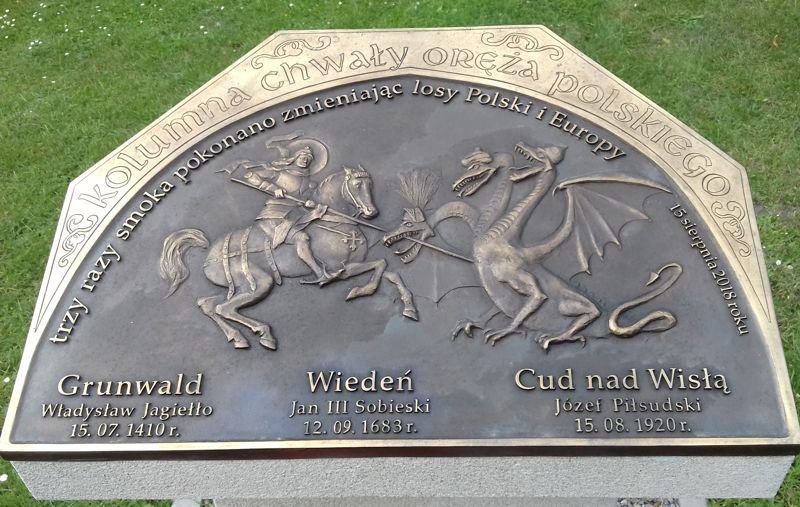 kolumna chwały oręża polskiego
trzy razy smoka pokonano zmieniając losy Polski i Europy
15 sierpnia 2018 roku
Grunwald
Władysław Jagiełło
15. 07. 1410 r.
Wiedeń
Jan III Sobieski
12. 09. 1683 r.
Cud nad Wisłą
Józef Piłsudski
15. 08. 1920 r.